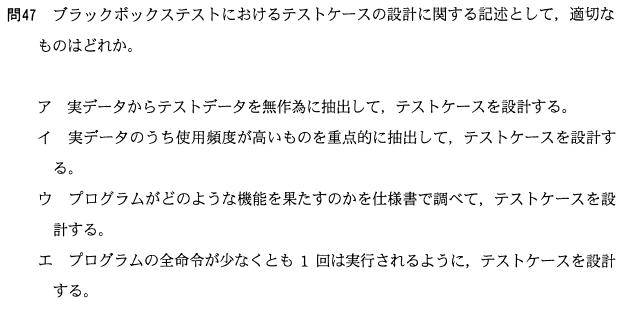 問47　ブラックボックステストにおけるテストケースの設計に関する記述として，適切な
ものはどれか。
ア　実データからテストデータを無作為に抽出して，テストケースを設計する。
イ　実データのうち使用頻度が高いものを重点的に抽出して，テストケースを設計す
る。
ウ　プログラムがどのような機能を果たすのかを仕様書で調べて，テストケースを設
計する。
エ　プログラムの全命令が少なくとも 1 回は実行されるように，テストケースを設計
する。